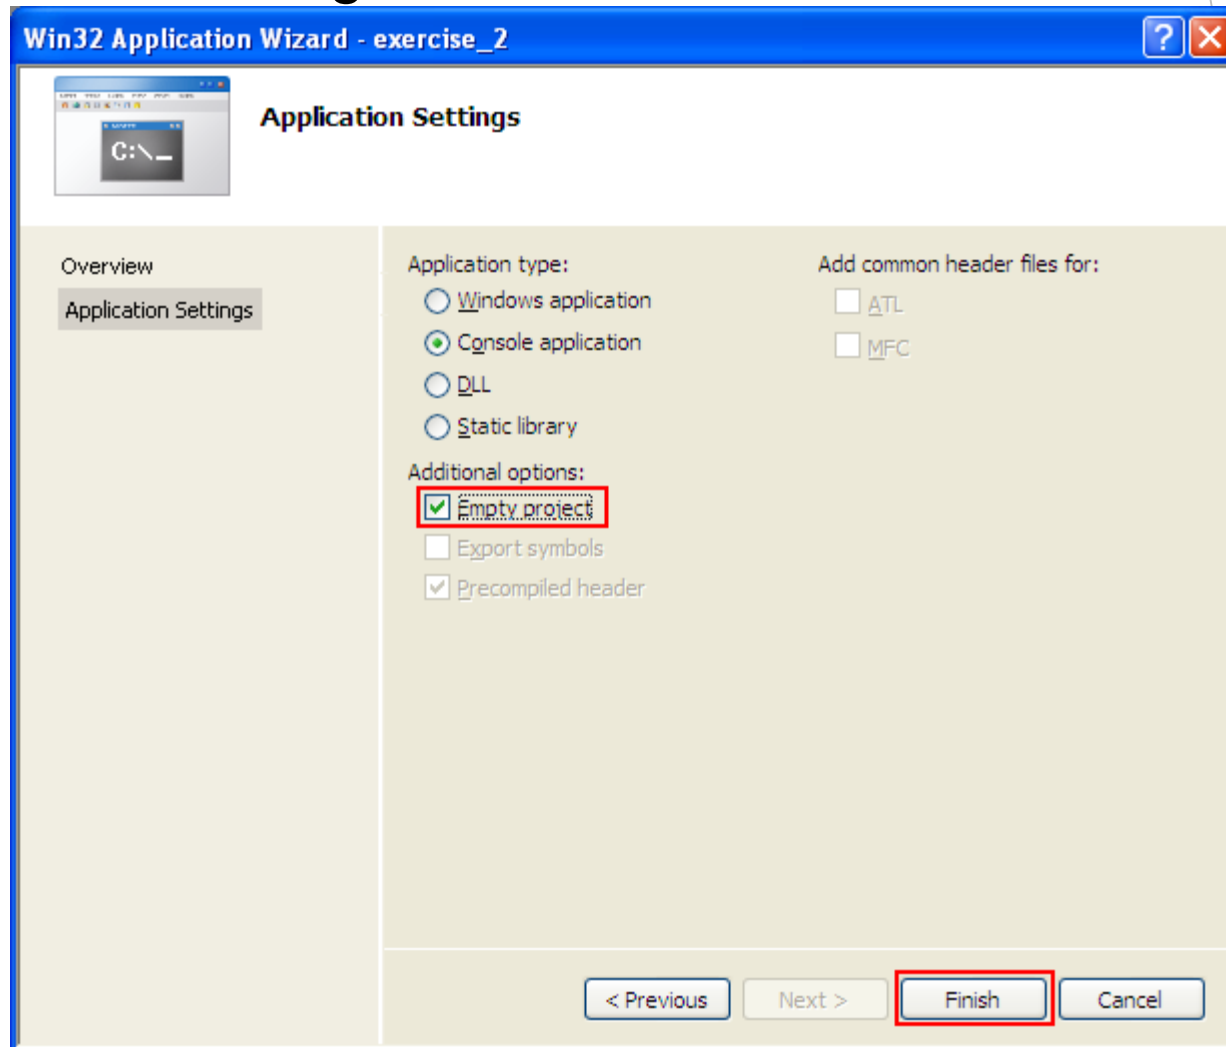 Win32 Application Wizard - exercise_2
C:\_
Application Settings
Overview
Application Settings
Application type:
Windows application
Console application
DLL
Static library
Additional options:
Empty project
Export symbols
Precompiled header
Add common header files for:
ATL
MFC
< Previous
Next >
Finish
Cancel